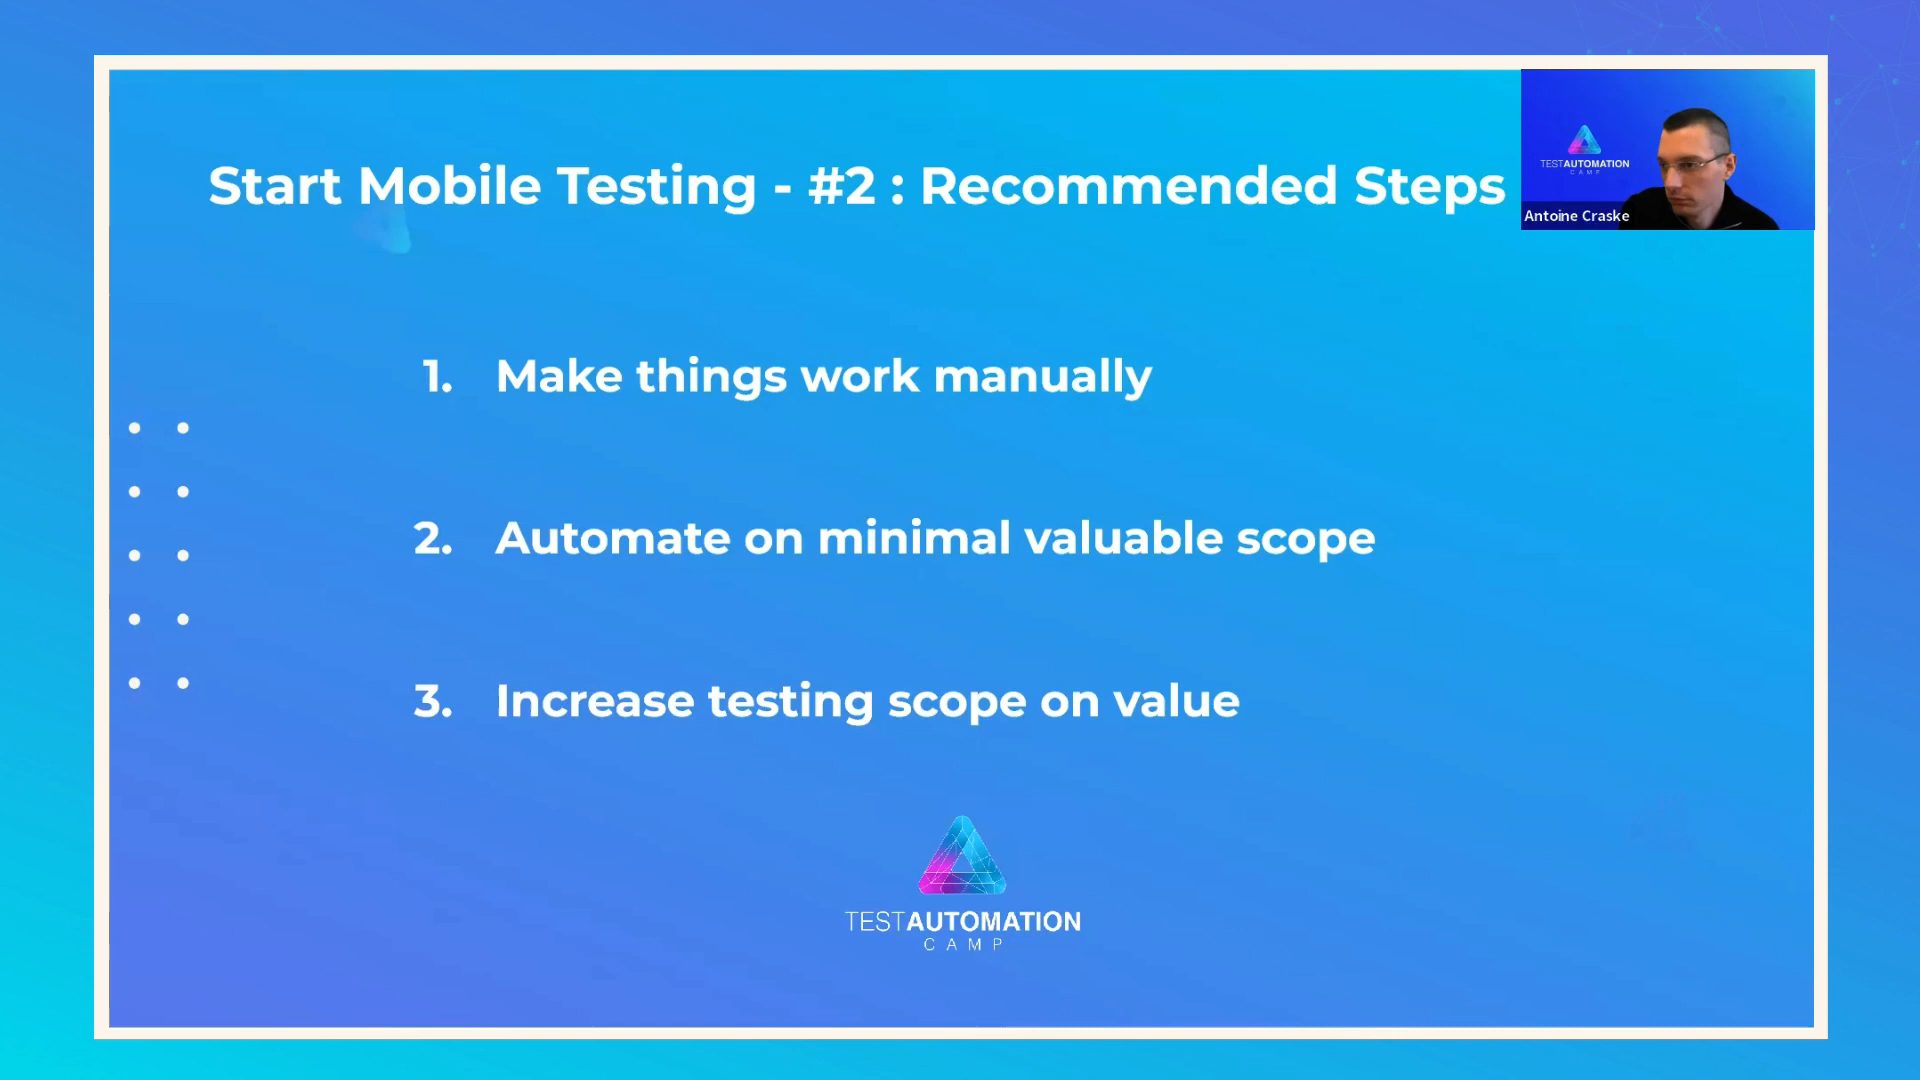 Start Mobile Testing - #2 : Recommended Steps
TESTAUTOMATION
CAMP
Antoine Craske
1. Make things work manually
2. Automate on minimal valuable scope
3. Increase testing scope on value
TESTAUTOMATION
CAMP